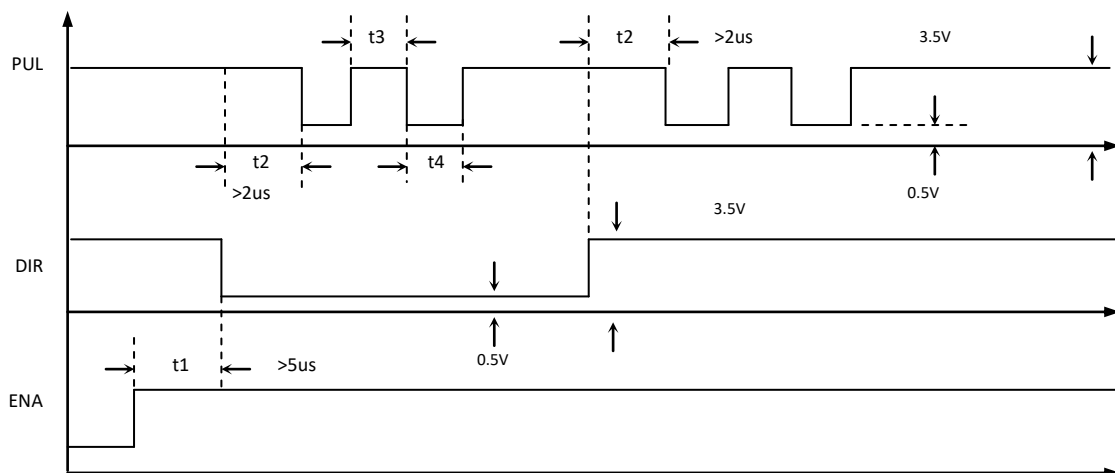 t3
t2
>2us
3.5V
PUL
t2
t4
>2us
0.5V
3.5V
DIR
t1
>5us
0.5V
ENA